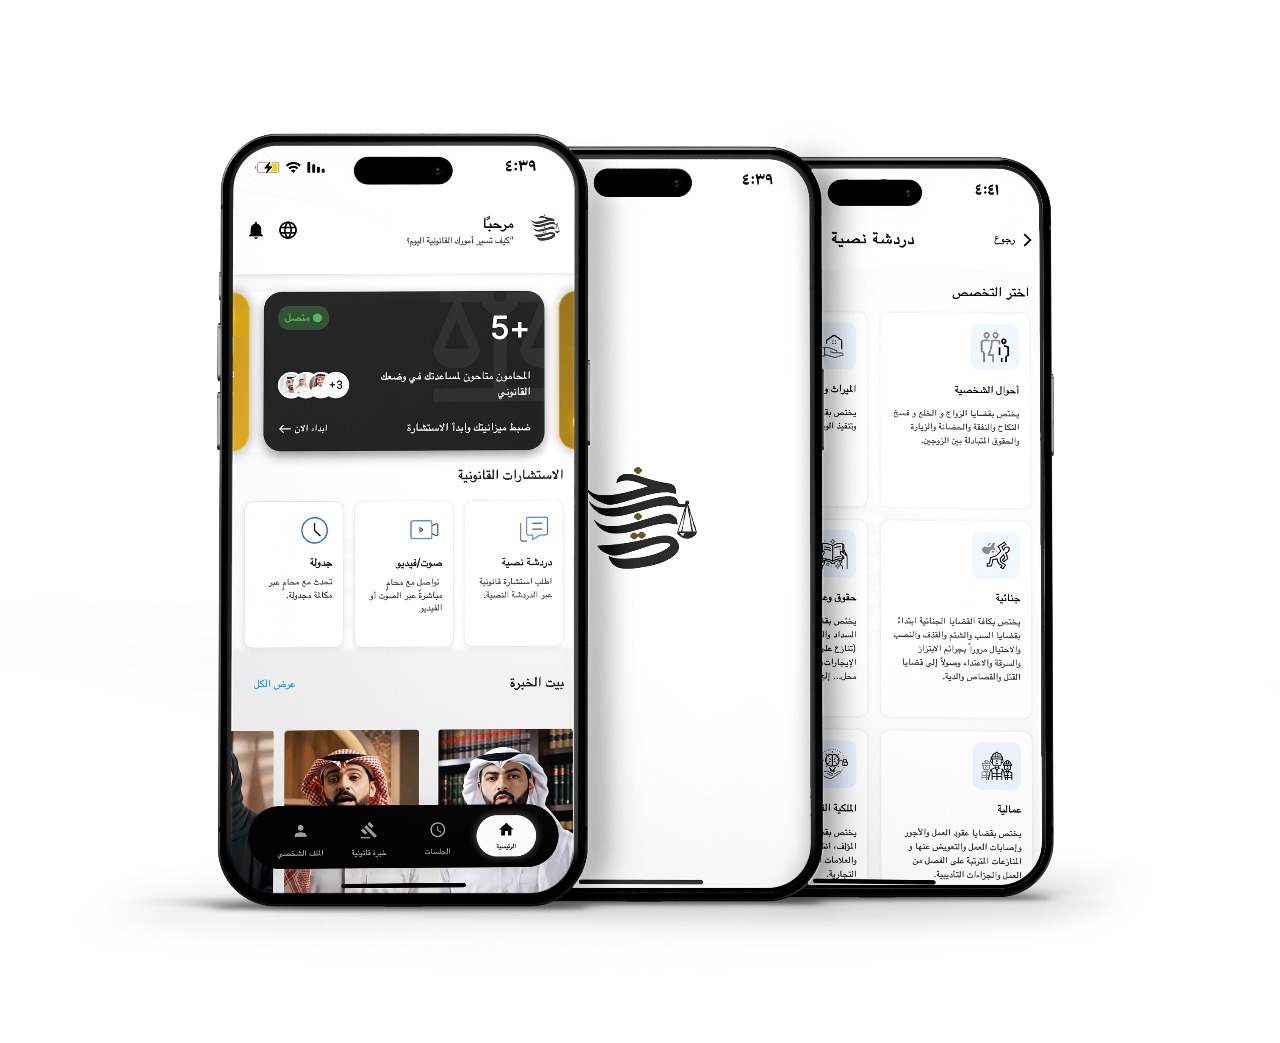 ٤:٣٩
مرحبًا
"كيف تسير أمورك القانونية اليوم؟
5+
متصل
المحامون متاحون لمساعدتك في وضعك
القانوني
+3
ضبط ميزانيتك وابدأ الاستشارة
ابداء الان
الاستشارات القانونية
دردشة نصية
اطلب استشارة قانونية
عبر الدردشة النصية.
صوت/فيديو
تواصل مع محامٍ
مباشرةً عبر الصوت أو
الفيديو
جدولة
تحدث مع محامٍ عبر
مكالمة مجدولة.
بيت الخبرة
عرض الكل
الرئيسية
الجلسات
خبرة قانونية
الملف الشخصي
٤:٣٩
٤:٤١
رجوع
دردشة نصية
اختر التخصص
أحوال الشخصية
يختص بقضايا الزواج و الخلع و فسخ
النكاح والنفقة والحضانة والزيارة
والحقوق المتبادلة بين الزوجين.
الميراث و
يختص بق
وتنفيذ الو
جنائية
يختص بكافة القضايا الجنائية ابتداءً
بقضايا السب والشتم والقذف والنصب
والاحتيال مروراً بجرائم الابتزاز
والسرقة والاعتداء وصولاً إلى قضايا
القتل والقصاص والدية.
حقوق وع
يختص بقض
السداد وال
(تنازع على
الإيجارات،
محل... إلخ
عمالية
يختص بقضايا عقود العمل والأجور
وإصابات العمل والتعويض عنها و
المنازعات المترتبة على الفصل من
العمل والجزاءات التأديبية.
الملكية الف
يختص بقض
المؤلف، انت
والعلامات ا
التجارية.